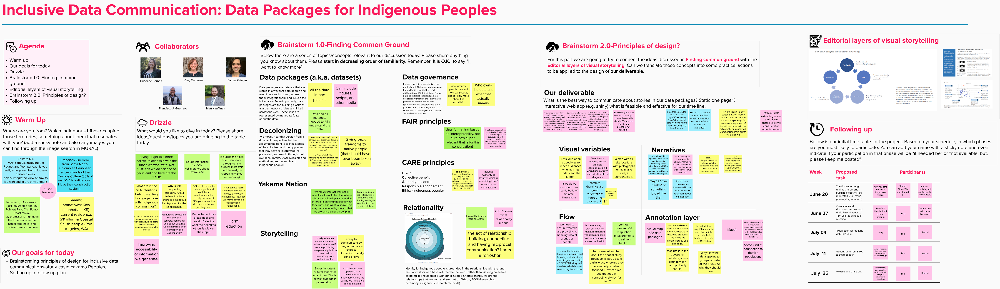 Inclusive Data Communication: Data Packages for Indigenous Peoples
Agenda
• Warm up
• Our goals for today
• Drizzle
• Brainstorm 1.0: Finding common
ground
• Editorial layers of visual storytelling
• Brainstorm 2.0: Principles of design?
• Following up
Warm Up
Where are you from? Which indigenous tribes occupied
those territories, something about them that resonates
with you? (add a sticky note and also any images you
can find through the image search in MURAL)
-Eastern MA
-MANY tribes, including the
Pequot and Wompanoag, it was
really a huge number of loosely
affiliated ones
-a very integrated view of how to
live with and in the environment
<-- see
blue note
Francisco Guerrero,
from Santa Marta-
Colombian Caribbean
ancient lands of the
Tayrona Culture (30% of
my DNA is indigenous).
I love their construction
system.
Tehachapi, CA - Kawaiisu
(just looked this one up)
Rohnert Park, CA - Pomo,
Coast Miwok
My professor is high up in
the tribe (not sure the
actual term he is) and
controls the casino here
Sammi;
hometown: Kaw
(manhattan, KS)
current residence:
S'Klallam & Coastal
Salish people (Port
Angeles, WA)
Our goals for today
• Brainstorming principles of design for inclusive data
communications-study case: Yakama Peoples.
• Setting up a follow up plan
Collaborators
Brieanne Forbes
Amy Goldman
Sammi Grieger
Francisco J. Guerrero
Matt Kauffman
Drizzle
What would you like to dive in today? Please share
ideas/questions/topics you are bringing to the table
today
trying to get to a more
holistic relationship with the
tribes we work with. Not
"just" can we do science on
your land and here are the
results
Include information
for ICON
collaborators about
native land
Including the tribes
in our decisions
throughout the
process more (this
could already be
happening without
me knowing)
what are is the
SFA intentions
behind wanting
to engage more
with indigenous
communities?
Why is this
happening
suddenly? As a
federal institute
there is a negative
background for the
relationship.
SFA goals driven by
science goals and
institutional
requirements, but
mostly because of
SFA people want to
do the most honest
job they can.
What can we learn
from them in order to
create a two way
relationship? How can
we move beyond a
transactional
relationship.
Come up with a workflow
to summarize data in a
way that would be useful
Yakama Nation's
management/restoration
projects
Generating something
that acts as a
conversation starter
and doesn't act like
we are handing over
information and
walking away
Mutual benefit as a
broad goal, and
we don't decide
what the benefit to
others is without
their input
Harm
reduction
Improving
accessibility
of information
we generate
Brainstorm 1.0-Finding Common Ground
Below there are a series of topics/concepts relevant to our discussion today. Please share anything
you know about them. Please start in decreasing order of familiarity. Remember! It is O.K. to say "I
want to know more"
Data packages (a.k.a. datasets)
Data packages are datasets that are
stored in a way that both people and
machines can find them, access
them, integrate them, and (re)use the
information. More importantly, data
packages are the building blocks of
a larger network of datasets linked
across the web. These links are
represented by meta-data (data
about the data).
all the data
in one
place!!!!
Can include
figures,
scripts, and
other media
Data and all
metadata
needed to fully
understand the
data
Decolonizing
"we mostly hear that version from a
dominant perspective that has
assumed the right to tell the stories
of the colonized and the oppressed
that they have re-interpreted, re-
presented, and re-told through their
own lens" (Smith, 2021, Decolonizing
methodologies: research and
indigenous people)
decolonize: literal definition is
removing colonizers and giving
back stolen land, resources to
original community members
(aka reparations to indigenous
people)
the "liberal" definition:
challenging how colonialism has
infiltrated ALL aspects of our
society and trying to start
repairing that
Giving back
freedoms to
native people
(that should have
never been taken
away)
Yakama Nation
we mostly interact with nation
scientists. It would be nice to have
a better relationship with the tribe
at large to better understand what
they know and want to know. This
may be hampered by the fact that
we are only a small part of pnnl
I would definitely
like to know more
about this tribe
Starting at this job
was the first time
hearing of them
Storytelling
Usually scientists
connect stories to
science stories, so if
we are publishing
data pre-analysis, how
do we build a
compelling story
without results
a way to
communicate by
using narratives to
express
information. Usually
done orally?
Super important
cultural aspect for
most tribes. This is
how knowledge is
passed down
^^
+1 to that, we are
operating in a
somwhat newer
mode here where the
data is NOT attached
to a publication
Data governance
Indigenous data sovereignty is the
right of each Native nation to govern
the collection, ownership, and
application of the tribe's data. Native
nations exercise Indigenous data
sovereignty through the interrelated
processes of Indigenous data
governance and decolonizing data.
(Carroll, et al., 2019. Indigenous Data
Governance: Strategies from United
States Native Nations
what groups/
people own and
hold data (would
like to know more
about this
actually!)
Who owns
the data and
what that
actually
means
FAIR principles
data formatting based
on interoperability, not
sure how super
relevant that is for this
conversation?
CARE principles
C.A.R.E:
Collective benefit,
Authority to control
Responsible engagement
Ethics (Indigenous people)
I believe these are
international principles in
attempt to create
guidelines on how to
collect& share data with
indigenous communities
in ethical way. this might
be adapted by UN?
Includes
Authority to
Control, which is
something I don't
know how we
can navigate
Relationality
Indigenous Systems of Knowledge
I would like to know
more about this
i don't know
what
relationality
means
the act of relationship
building, connecting,
and having reciprocal
communication? i need
a refresher
Identity for indigenous people is grounded in the relationships with the land,
their ancestors who have returned to the land. Rather than viewing ourselves
as being in a relationship with other people or other things, we are the
relationships that we hold and are part of. (Wilson, 2008-Research is
ceremony: indigenous research methods)
Brainstorm 2.0-Principles of design?
For this part we are going to try to connect the ideas discussed in Finding common ground with the
Editorial layers of visual storytelling. Can we translate those concepts into some practical actions
to be applied to the design of our deliverable.
Our deliverable
What is the best way to communicate about stories in our data packages? Static one pager?
Interactive web app (e.g. shiny) what is feasible and effective for our time line.
Something that can
be shared multiple
times/places with
visuals. Things too
specific are
probably not
feasible
I really like both the
idea of a "one
pager"flyer saying
"here's the kind of
data we have, here's
maybe a highlight, go
here for more
and also i loooove
interactive data
visualizations. But I
don't know if that's
true of our
audience?
I like the idea of a one
pager! But with mostly
visuals. I feel like for the
spatial data package for
example, a large map of
the Yakima basin with like
sub graphs surrounding it
summarizing main points
would be hip
With our data
extending across
the US, we
should take into
consideration
other tribes too
Visual variables
A visual is often
a good way to
reach audiences
who may not
understand the
jargon
To enhance
relationality and
promote
decolonization I
would use pictures
instead of idealized
diagrams
a map with all
site locations
with plots/graphs
or main take
aways
surrounding it
It would be
awesome if we
could build off
Sammi's
illustrations
sammi's
drawings are
great
"orientation"
figures (no
pressure :P
+1
Narratives
we really need to
figure out what, within
our dataset, is
interesting to the
tribe. there is a LOT of
data, probably
enough to get lost in
without a clear goal
-1 to wanting to
know what is
actually interesting
to the Yakama folks
we have interacted
with and those we
have not
spatial
biogeochemical
characteristics
across the YRB and
potential impacts
on salmonoids
maybe "river
health" or
something
broad like
that
im not sure
they're very
interested in our
core science
question about
metabolism
Flow
We need to
ensure what we
are providing is
meaningful to all
groups of
people
Is there a way to
present how we
measure different
variables affecting
how salmon moves
across the basin?
connect
dissolved O2,
respiration
measurements
to salmon
health
one of the hardest
things in science (to me)
is taking a study with a
specific goal and telling
a DIFFERENT story with
the data, which is what
were doing here I think
Tom seemed excited
about the spatial study
because its large scale
basin wide, whereas they
are usually smaller
focused. How can we
use that gap in
connecting stories for
them?
Annotation layer
Visual map
of a data
package?
can we make our
site location/names
more accessible to
folks who are local?
Like name the
creeks instead of a
site code.
historical flow
maps? hmmmm let
me think on this,
but I do think
landuse, etc could
be COOL too
Maps?
Would it interest them
to know who
generated the data?
Like photos or names
of the field team/lab
team/broader team? I
don't know
Some kind of
connection to
the fish
populations
that info is in the
geospatial
metadata, so we
definitely can
(and probably
should)
Why/How the
data applies to
groups outside
of the SFA. AKA
why they should
care
Editorial layers of visual storytelling
Five editorial layers in data-driven storytelling
Visualization
Flow
Narration
Words
Interactivity
Following up
Bellow is our initial time table for the project. Based on your schedule, in which phases
are you most likely to participate. You can add your name with a sticky note and even
indicate if your participation in that phase will be "if needed be" or "not available, but,
please keep me posted".
Week
Proposed
task
Participants
June 20
The first super rough
draft is shared, and
building pieces will be
requested (e.g., maps,
photos, diagrams, etc.)
Amy has time
but not a
huge huge
amount
Sammi!
(June 21st
only though
:( )
Brie but I
probably will
not have a lot
to contribute
June 27
Comments and
discussions on second
draft. Reaching out to
Tom Elliot to schedule
meeting.
Amy has
time but not
a huge
amount
Brie
Sammi can
help more
this week!
July 04
Preparation for meeting
with Tom Elliot
Amy
Brie
Sammi
July 11
Meeting with Tom Elliot
to get feedback
Amy if needed.
Not sure how
many people
we want ?ning?
Brie
Sammi
July 26
Release and share out
Amy probably
very busy but
could schedule
things in
advance to
make time
Brie
Sammi